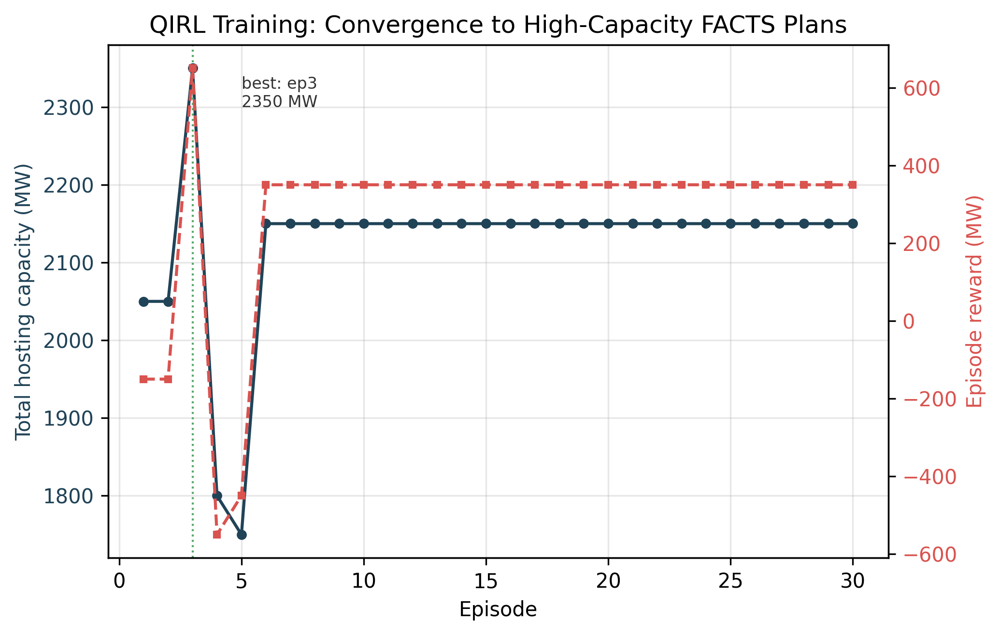 QIRL Training: Convergence to High-Capacity FACTS Plans
best: ep3
2350 MW
Total hosting capacity (MW)
2300
2200
2100
2000
1900
1800
600
400
200
0
−200
−400
−600
Episode reward (MW)
0 5 10 15 20 25 30
Episode